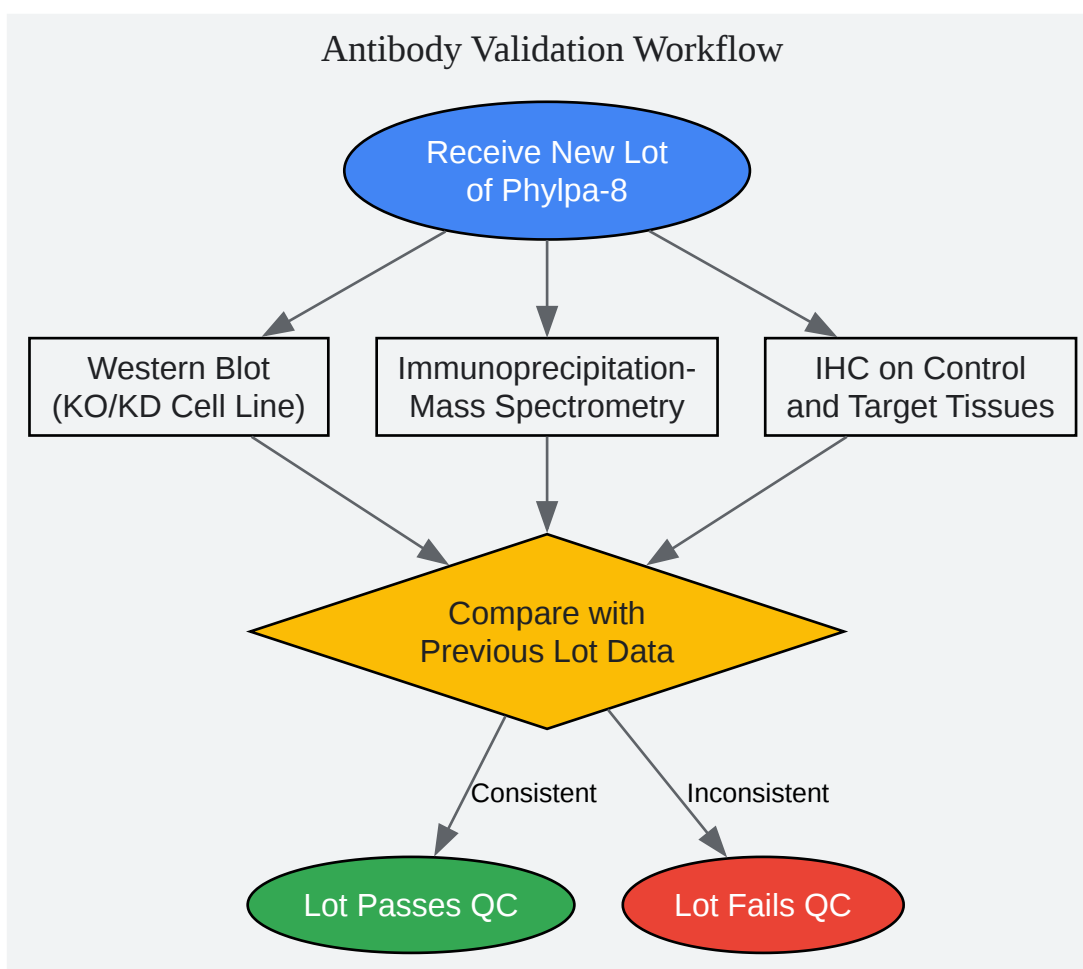 Antibody Validation Workflow
Receive New Lot
of Phylpa-8
Western Blot
(KO/KD Cell Line)
Immunoprecipitation-
Mass Spectrometry
IHC on Control
and Target Tissues
Compare with
Previous Lot Data
Consistent
Inconsistent
Lot Passes QC
Lot Fails QC